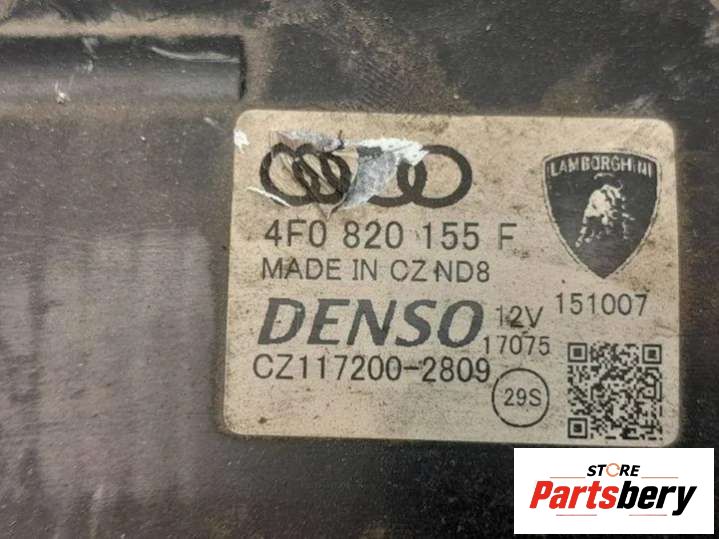 LAMBORGHINI
4F0 820 155 F
MADE IN CZ ND8
DENSO 12V 151007
17075
CZ117200-2809
29S
STORE
Partsbery